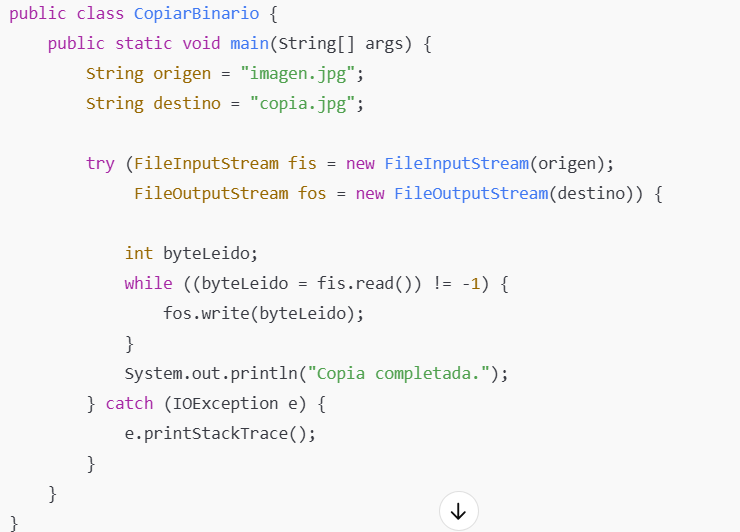 public class CopiarBinario {
    public static void main(String[] args) {
        String origen = "imagen.jpg";
        String destino = "copia.jpg";

        try (FileInputStream fis = new FileInputStream(origen);
             FileOutputStream fos = new FileOutputStream(destino)) {

            int byteLeido;
            while ((byteLeido = fis.read()) != -1) {
                fos.write(byteLeido);
            }
            System.out.println("Copia completada.");
        } catch (IOException e) {
            e.printStackTrace();
        }
    }
}